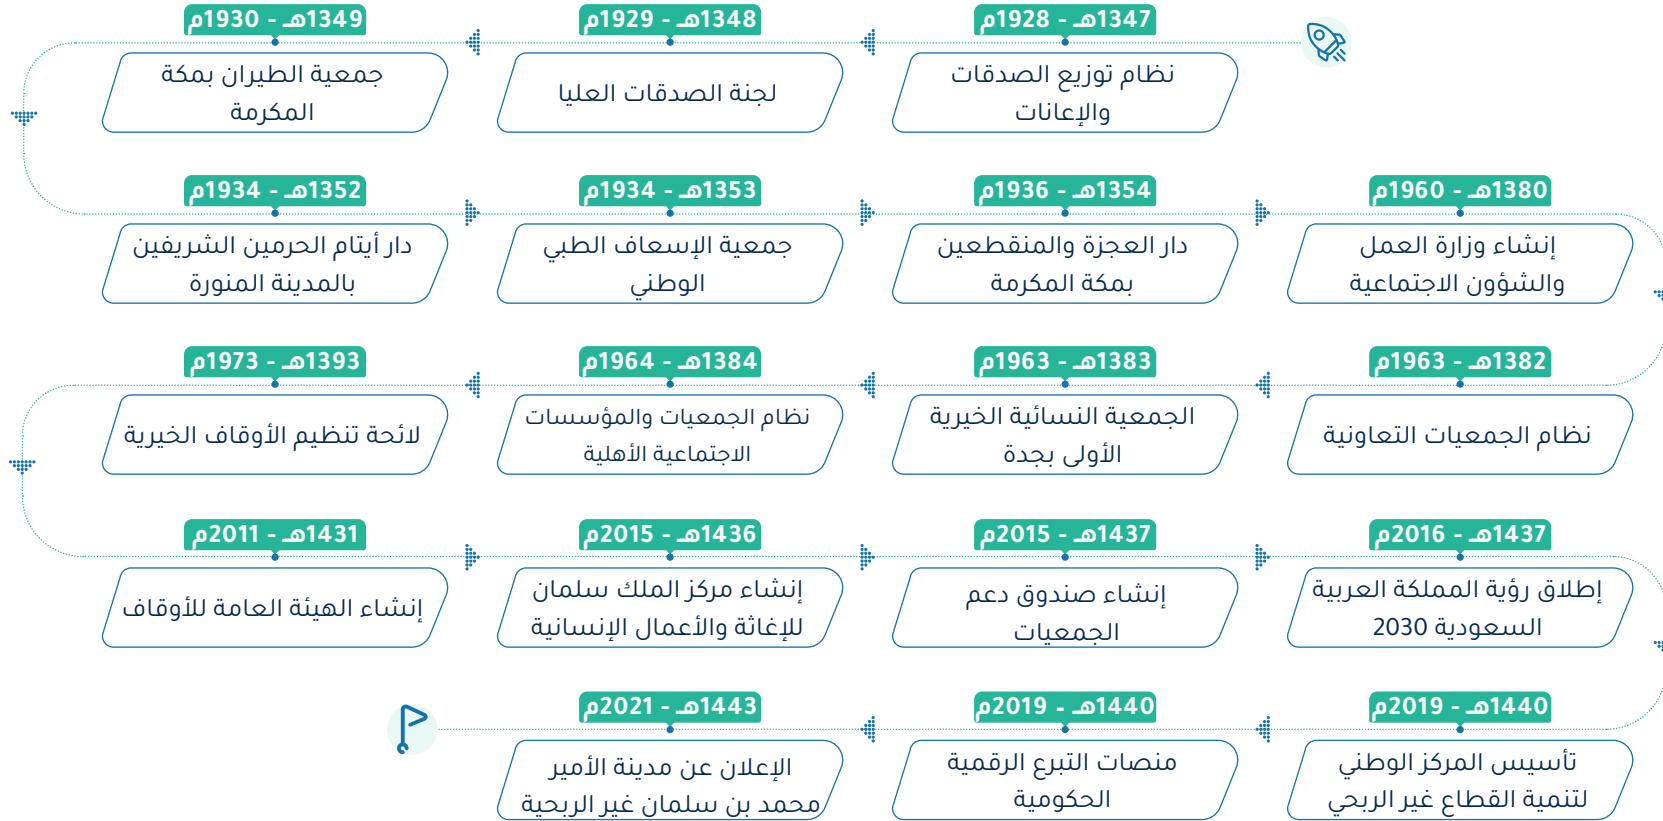 1347هـ - 1928م
نظام توزيع الصدقات
والإعانات
1348هـ - 1929م
لجنة الصدقات العليا
1349هـ - 1930م
جمعية الطيران بمكة
المكرمة
1352هـ - 1934م
دار أيتام الحرمين الشريفين
بالمدينة المنورة
1353هـ - 1934م
جمعية الإسعاف الطبي
الوطني
1354هـ - 1936م
دار العجزة والمنقطعين
بمكة المكرمة
1380هـ - 1960م
إنشاء وزارة العمل
والشؤون الاجتماعية
1382هـ - 1963م
نظام الجمعيات التعاونية
1383هـ - 1963م
الجمعية النسائية الخيرية
الأولى بجدة
1384هـ - 1964م
نظام الجمعيات والمؤسسات
الاجتماعية الأهلية
1393هـ - 1973م
لائحة تنظيم الأوقاف الخيرية
1431هـ - 2011م
إنشاء الهيئة العامة للأوقاف
1436هـ - 2015م
إنشاء مركز الملك سلمان
للإغاثة والأعمال الإنسانية
1437هـ - 2015م
إنشاء صندوق دعم
الجمعيات
1437هـ - 2016م
إطلاق رؤية المملكة العربية
السعودية 2030
1440هـ - 2019م
تأسيس المركز الوطني
لتنمية القطاع غير الربحي
1440هـ - 2019م
منصات التبرع الرقمية
الحكومية
1443هـ - 2021م
الإعلان عن مدينة الأمير
محمد بن سلمان غير الربحية